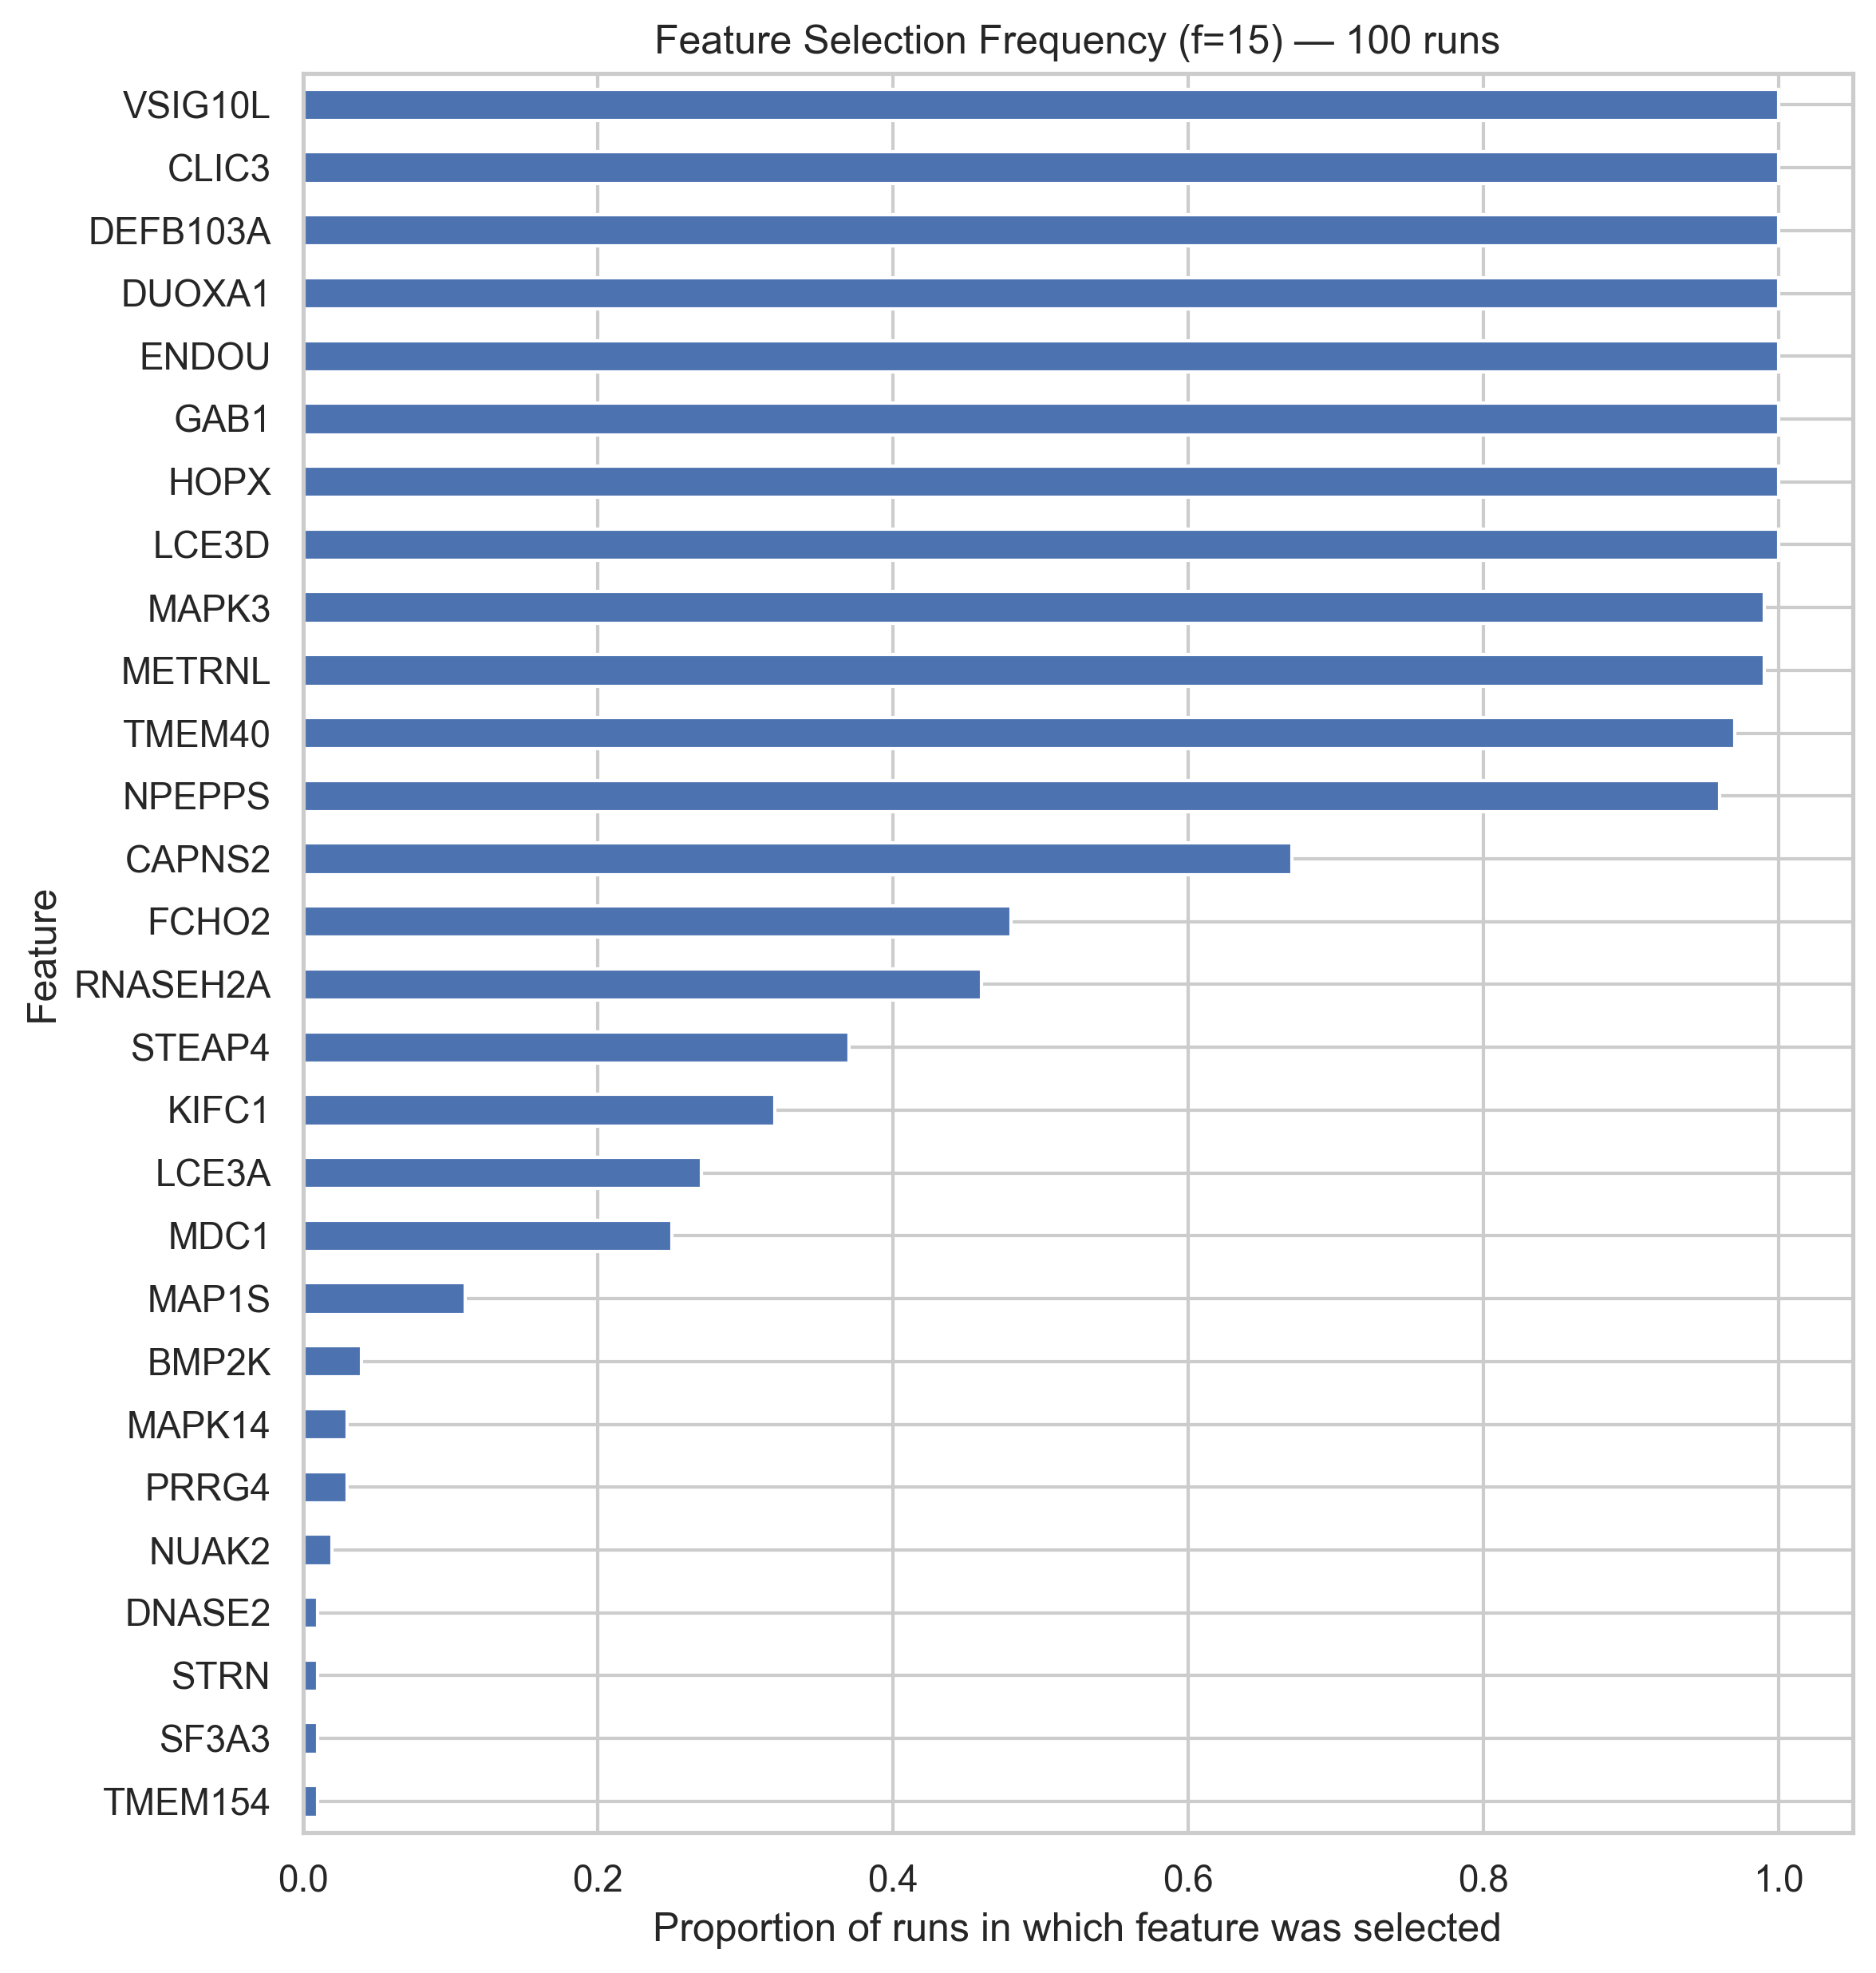 Feature Selection Frequency (f=15) — 100 runs
VSIG10L
CLIC3
DEFB103A
DUOXA1
ENDOU
GAB1
HOPX
LCE3D
MAPK3
METRNL
TMEM40
NPEPPS
CAPNS2
FCHO2
RNASEH2A
STEAP4
KIFC1
LCE3A
MDC1
MAP1S
BMP2K
MAPK14
PRRG4
NUAK2
DNASE2
STRN
SF3A3
TMEM154
Feature
0.0 0.2 0.4 0.6 0.8 1.0
Proportion of runs in which feature was selected